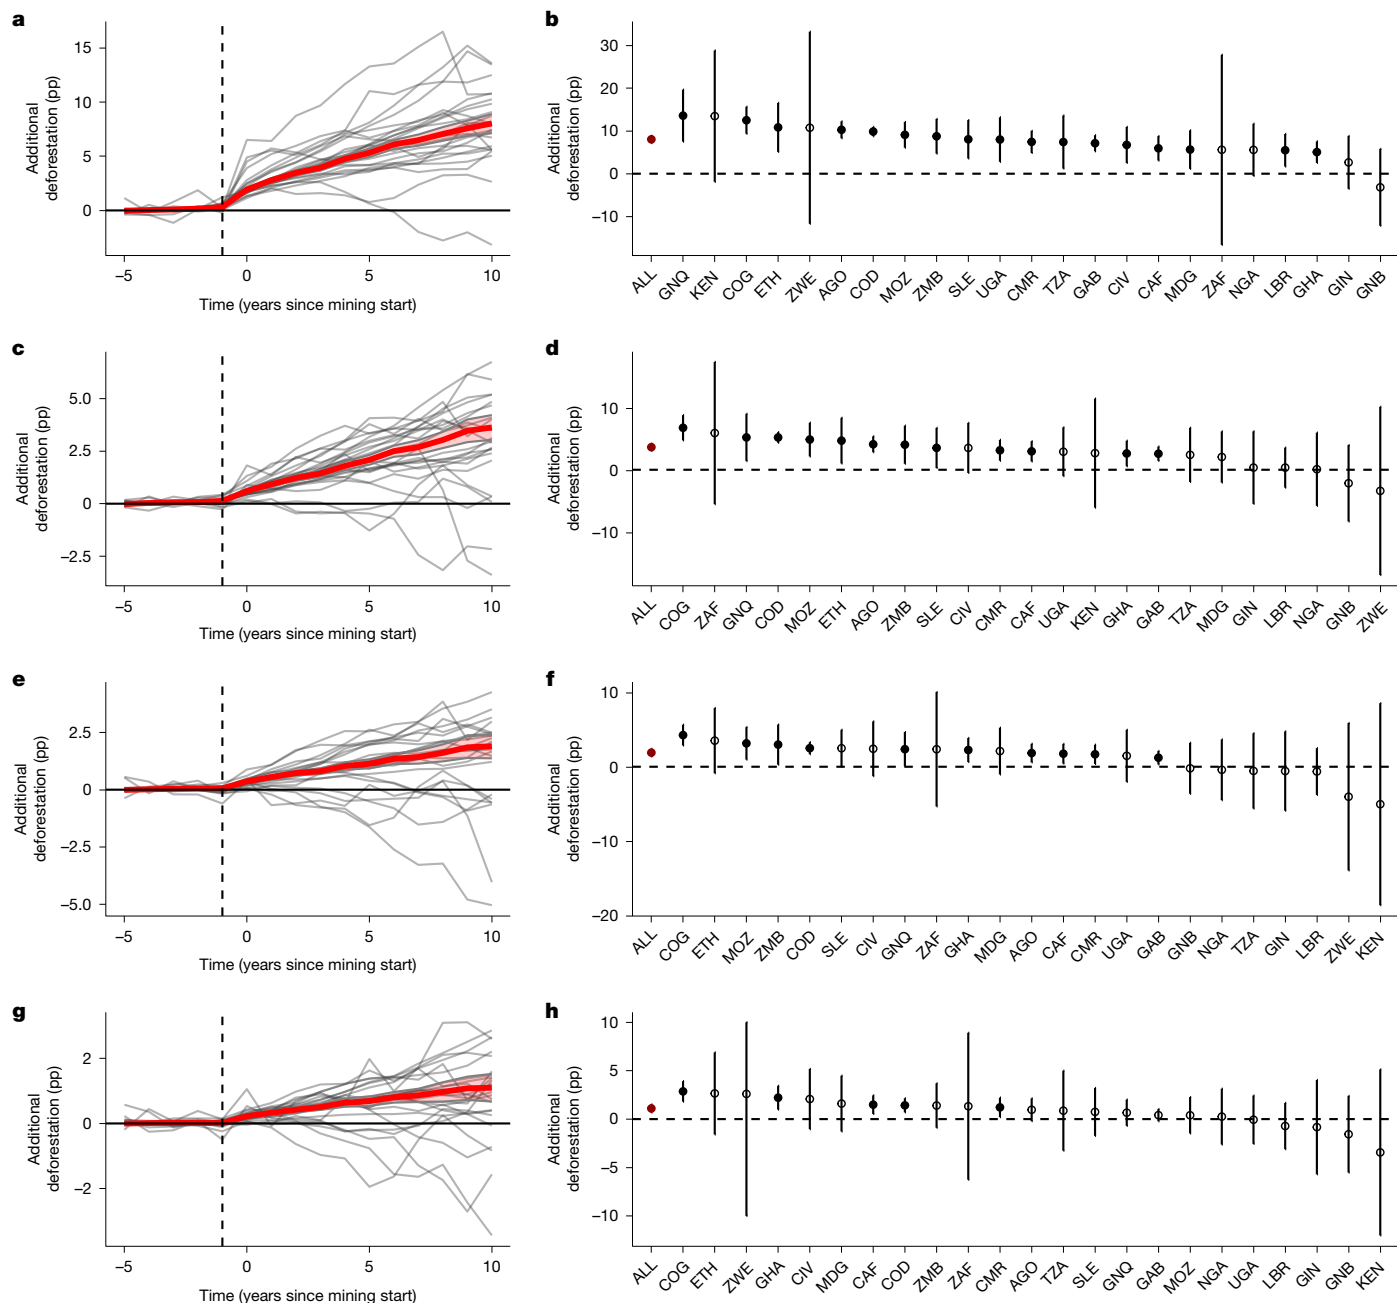 a
15
10
5
0
Additional
deforestation (pp)
−5
0
5
10
Time (years since mining start)
b
30
20
10
0
−10
Additional
deforestation (pp)
ALL
GNQ
KEN
COG
ETH
ZWE
AGO
COD
MOZ
ZMB
SLE
UGA
CMR
TZA
GAB
CIV
CAF
MDG
ZAF
NGA
LBR
GHA
GIN
GNB
c
5.0
2.5
0
−2.5
Additional
deforestation (pp)
−5
0
5
10
Time (years since mining start)
d
10
0
−10
Additional
deforestation (pp)
ALL
COG
ZAF
GNQ
COD
MOZ
ETH
AGO
ZMB
SLE
CIV
CMR
CAF
UGA
KEN
GHA
GAB
TZA
MDG
GIN
LBR
NGA
GNB
ZWE
e
2.5
0
−2.5
−5.0
Additional
deforestation (pp)
−5
0
5
10
Time (years since mining start)
f
10
0
−10
−20
Additional
deforestation (pp)
ALL
COG
ETH
MOZ
ZMB
COD
SLE
CIV
GNQ
ZAF
GHA
MDG
AGO
CAF
CMR
UGA
GAB
GNB
NGA
TZA
GIN
LBR
ZWE
KEN
g
2
0
−2
Additional
deforestation (pp)
−5
0
5
10
Time (years since mining start)
h
10
5
0
−5
−10
Additional
deforestation (pp)
ALL
COG
ETH
ZWE
GHA
CIV
MDG
CAF
COD
ZMB
ZAF
CMR
AGO
TZA
SLE
GNQ
GAB
MOZ
NGA
UGA
LBR
GIN
GNB
KEN